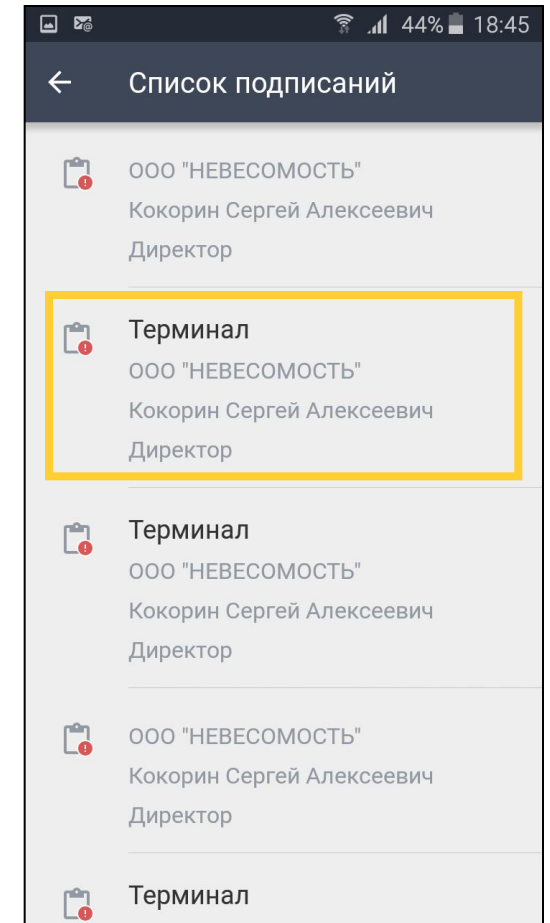 44% 18:45
Список подписаний
ООО "НЕВЕСОМОСТЬ"
Кокорин Сергей Алексеевич
Директор
Терминал
ООО "НЕВЕСОМОСТЬ"
Кокорин Сергей Алексеевич
Директор
Терминал
ООО "НЕВЕСОМОСТЬ"
Кокорин Сергей Алексеевич
Директор
ООО "НЕВЕСОМОСТЬ"
Кокорин Сергей Алексеевич
Директор
Терминал